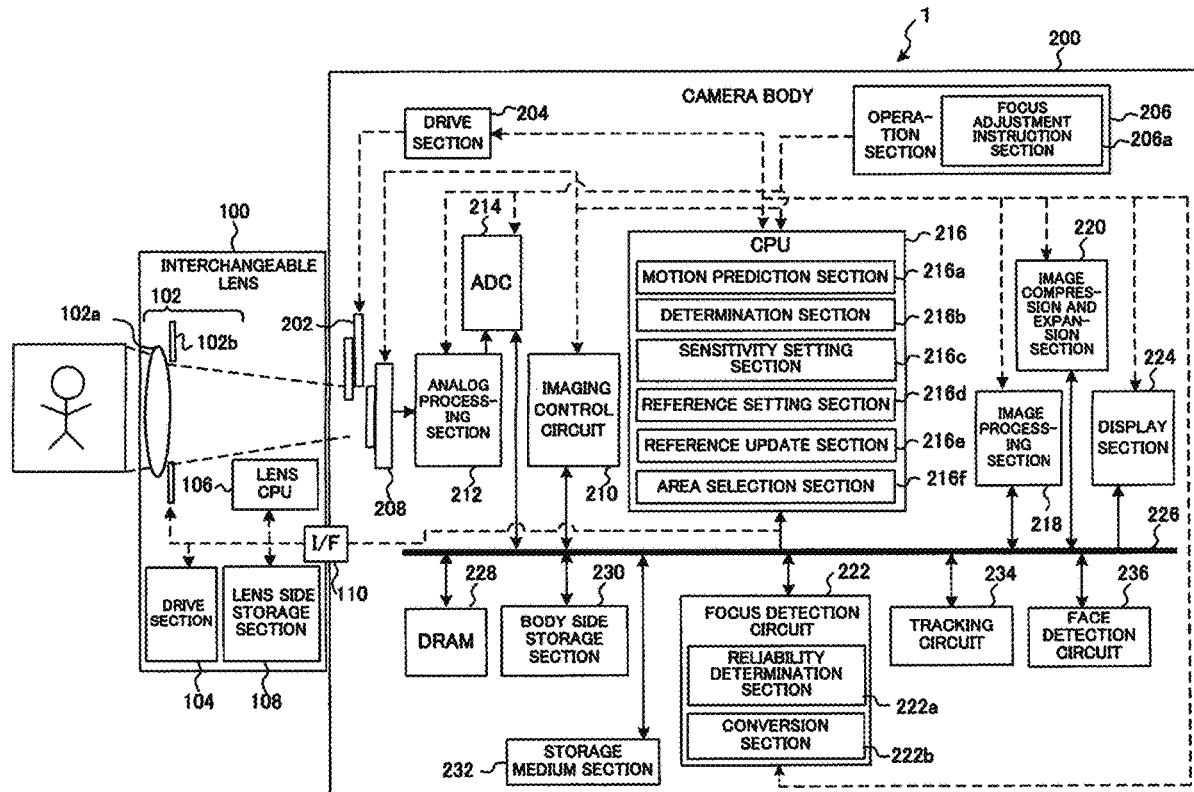 1
200
CAMERA BODY
204
DRIVE
SECTION
OPERA-
TION
SECTION
FOCUS
ADJUSTMENT
INSTRUCTION
SECTION
206
206a
100
INTERCHANGEABLE
LENS
102
102a
102b
202
214
ADC
216
CPU
MOTION PREDICTION SECTION
216a
DETERMINATION SECTION
216b
SENSITIVITY SETTING
SECTION
216c
REFERENCE SETTING SECTION
216d
REFERENCE UPDATE SECTION
216e
AREA SELECTION SECTION
216f
220
IMAGE
COMPRES-
SION AND
EXPAN-
SION
SECTION
224
DISPLAY
SECTION
IMAGE
PROCES-
SING
SECTION
218
ANALOG
PROCESS-
ING
SECTION
212
IMAGING
CONTROL
CIRCUIT
210
208
106
LENS
CPU
I/F
110
226
DRIVE
SECTION
104
LENS SIDE
STORAGE
SECTION
108
228
DRAM
230
BODY SIDE
STORAGE
SECTION
222
FOCUS DETECTION
CIRCUIT
RELIABILITY
DETERMINATION
SECTION
222a
CONVERSION
SECTION
222b
234
TRACKING
CIRCUIT
236
FACE
DETECTION
CIRCUIT
232
STORAGE
MEDIUM SECTION